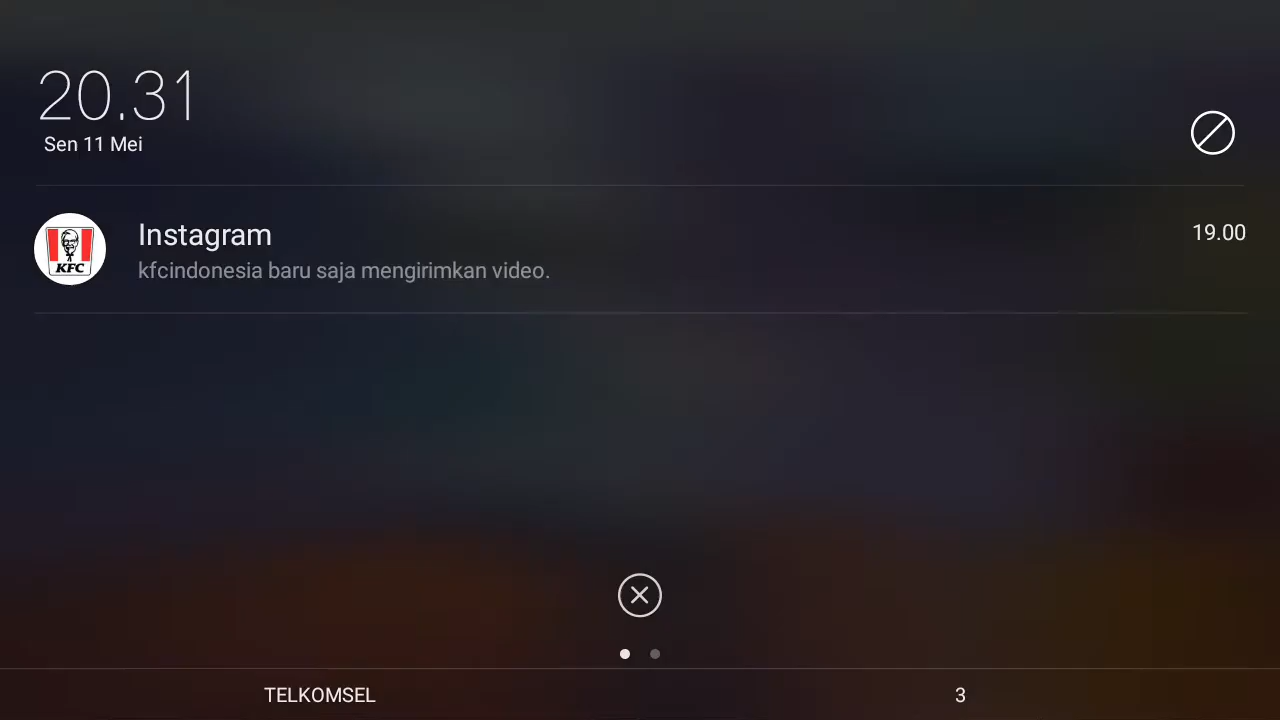 20.31
Sen 11 Mei
Instagram
19.00
kfcindonesia baru saja mengirimkan video.
KFC
TELKOMSEL
3